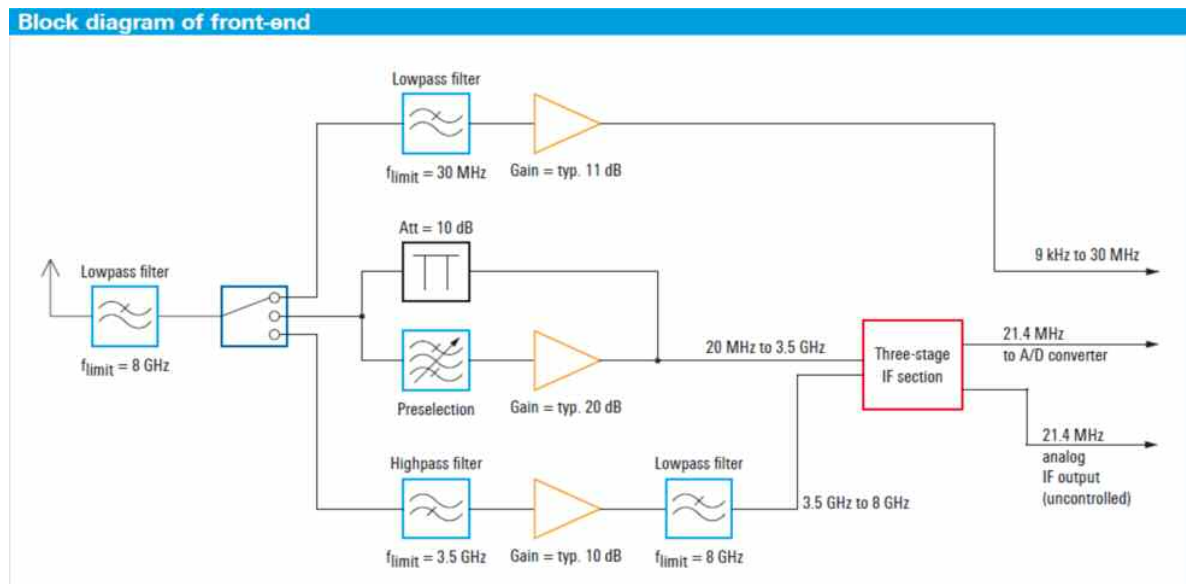 Block diagram of front-end
Lowpass filter
flimit = 30 MHz
Gain = typ. 11 dB
Att = 10 dB
9 kHz to 30 MHz
Lowpass filter
flimit = 8 GHz
Preselection
Gain = typ. 20 dB
20 MHz to 3.5 GHz
Three-stage
IF section
21.4 MHz
to A/D converter
21.4 MHz
analog
IF output
(uncontrolled)
Highpass filter
flimit = 3.5 GHz
Gain = typ. 10 dB
Lowpass filter
flimit = 8 GHz
3.5 GHz to 8 GHz